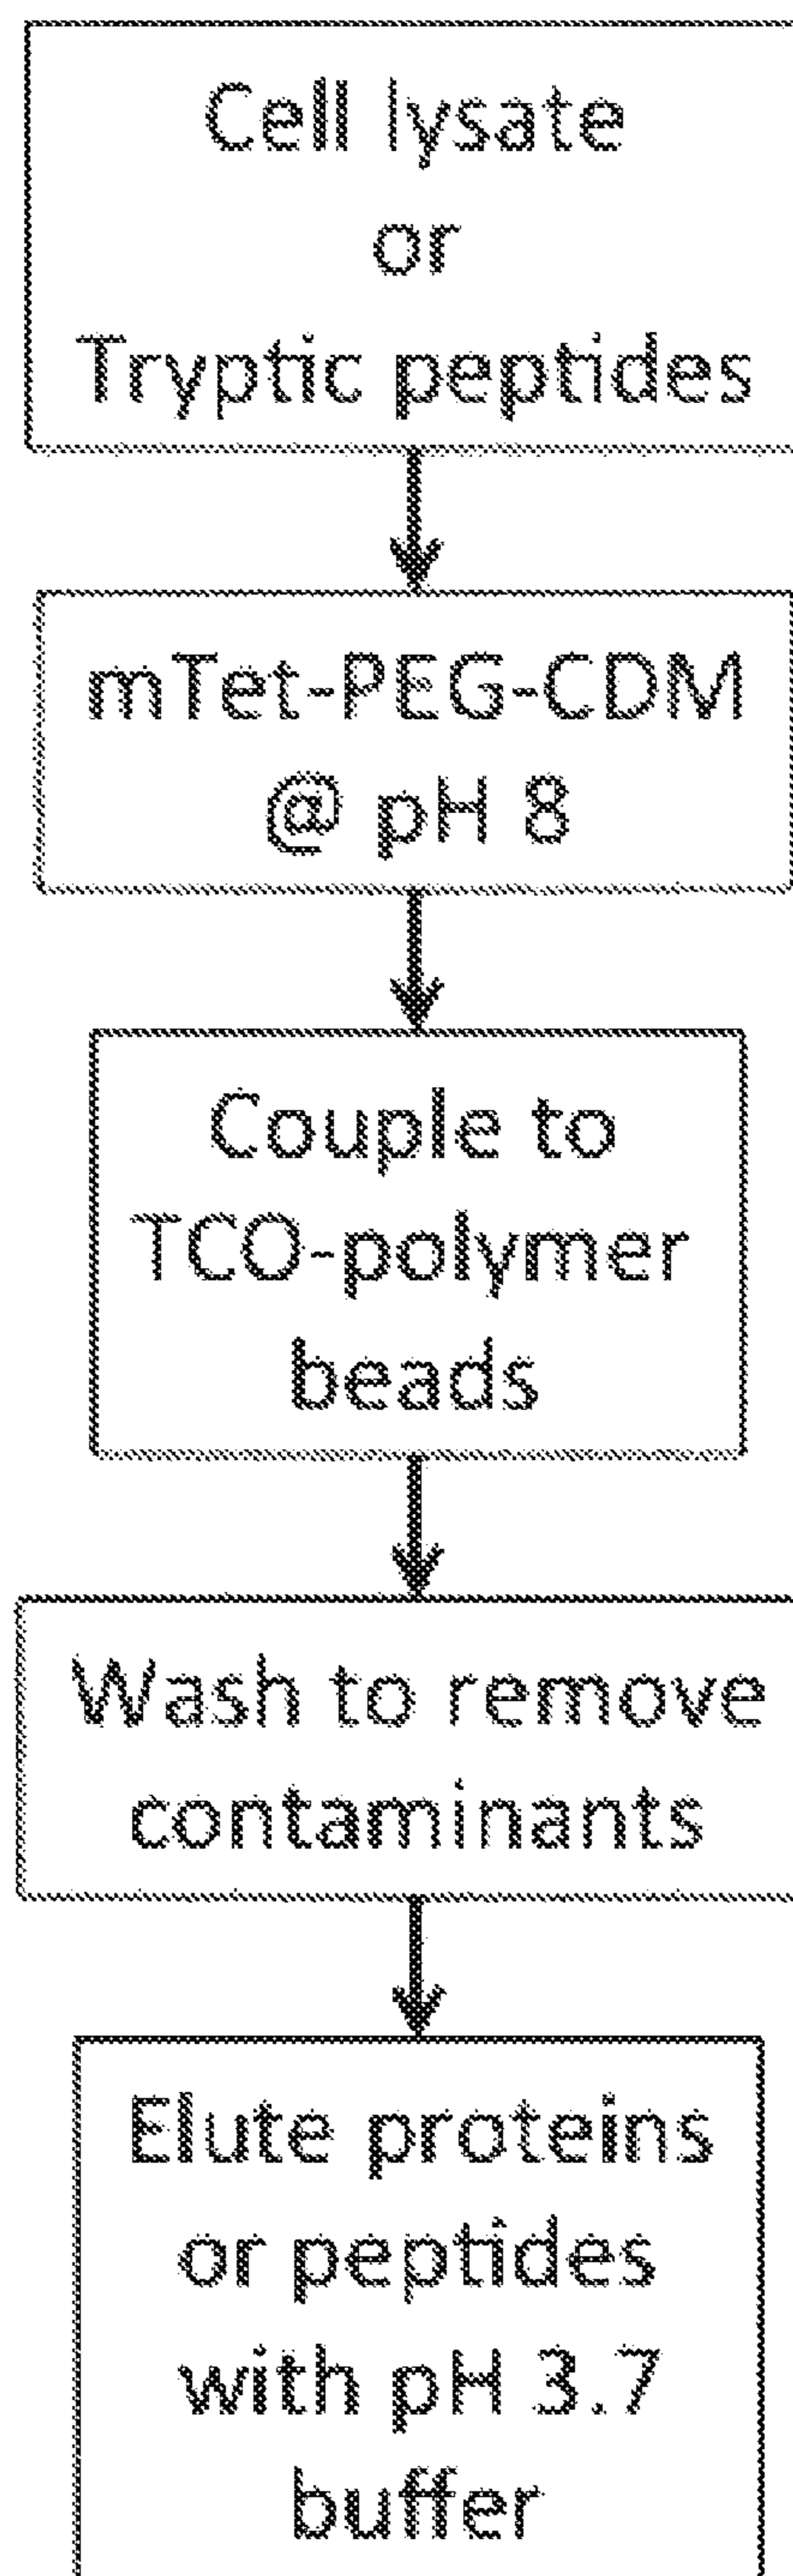 Cell lysate
or
Tryptic peptides
mTet-PEG-CDM
@ pH 8
Couple to
TCO-polymer
beads
Wash to remove
contaminants
Elute proteins
or peptides
with pH 3.7
buffer